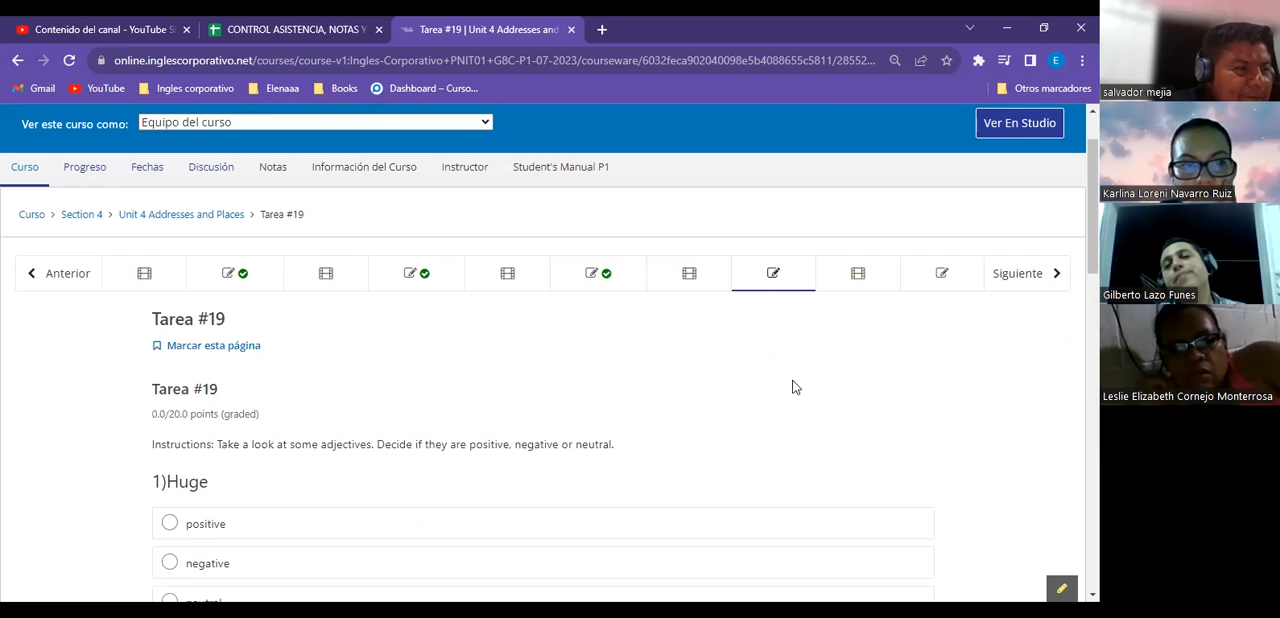 Contenido del canal - YouTube S
CONTROL ASISTENCIA, NOTAS Y
Tarea #19 | Unit 4 Addresses and
online.inglescorporativo.net/courses/course-v1:Ingles-Corporativo+PNIT01+G8C-P1-07-2023/courseware/6032feca902040098e5b4088655c5811/28552...
E
Gmail
YouTube
Ingles corporativo
Elenaaa
Books
Dashboard – Curso...
Otros marcadores
Ver este curso como:
Equipo del curso
Ver En Studio
Curso
Progreso
Fechas
Discusión
Notas
Información del Curso
Instructor
Student's Manual P1
Curso > Section 4 > Unit 4 Addresses and Places > Tarea #19
Anterior
Siguiente
Tarea #19
Marcar esta página
Tarea #19
0.0/20.0 points (graded)
Instructions: Take a look at some adjectives. Decide if they are positive, negative or neutral.
1)Huge
positive
negative
neutral
salvador mejia
Karlina Loreni Navarro Ruiz
Gilberto Lazo Funes
Leslie Elizabeth Cornejo Monterrosa